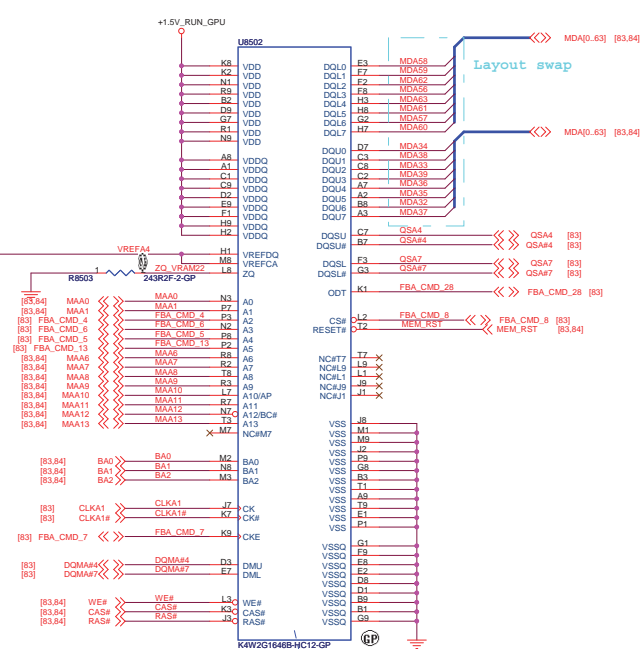 +1.5V_RUN_GPU
U8502
K8 VDD
K2 VDD
N1 VDD
R9 VDD
B2 VDD
D9 VDD
G7 VDD
R1 VDD
N9 VDD
A8 VDDQ
A1 VDDQ
C1 VDDQ
C9 VDDQ
D2 VDDQ
E9 VDDQ
F1 VDDQ
H9 VDDQ
H2 VDDQ
VREFA4 H1 VREFDQ
M8 VREFCA
ZQ_VRAM22 L8 ZQ
R8503 1 243R2F-2-GP
[83,84] MAA0 MAA0 N3 A0
[83,84] MAA1 MAA1 P7 A1
[83] FBA_CMD_4 FBA_CMD_4 P3 A2
[83] FBA_CMD_6 FBA_CMD_6 N2 A3
[83] FBA_CMD_5 FBA_CMD_5 P8 A4
[83] FBA_CMD_13 FBA_CMD_13 P2 A5
[83,84] MAA6 MAA6 R8 A6
[83,84] MAA7 MAA7 R2 A7
[83,84] MAA8 MAA8 T8 A8
[83,84] MAA9 MAA9 R3 A9
[83,84] MAA10 MAA10 L7 A10/AP
[83,84] MAA11 MAA11 R7 A11
[83,84] MAA12 MAA12 N7 A12/BC#
[83,84] MAA13 MAA13 T3 A13
M7 NC#M7
[83,84] BA0 BA0 M2 BA0
[83,84] BA1 BA1 N8 BA1
[83,84] BA2 BA2 M3 BA2
[83] CLKA1 CLKA1 J7 CK
[83] CLKA1# CLKA1# K7 CK#
[83] FBA_CMD_7 FBA_CMD_7 K9 CKE
[83] DQMA#4 DQMA#4 D3 DMU
[83] DQMA#7 DQMA#7 E7 DML
[83,84] WE# WE# L3 WE#
[83,84] CAS# CAS# K3 CAS#
[83,84] RAS# RAS# J3 RAS#
K4W2G1646B-HC12-GP
DQL0 E3 MDA58
DQL1 F7 MDA59
DQL2 F2 MDA62
DQL3 F8 MDA56
DQL4 H3 MDA63
DQL5 H8 MDA61
DQL6 G2 MDA57
DQL7 H7 MDA60
MDA[0..63] [83,84]
Layout swap
DQU0 D7 MDA34
DQU1 C3 MDA38
DQU2 C8 MDA33
DQU3 C2 MDA39
DQU4 A7 MDA36
DQU5 A2 MDA35
DQU6 B8 MDA32
DQU7 A3 MDA37
MDA[0..63] [83,84]
DQSU C7 QSA4 QSA4 [83]
DQSU# B7 QSA#4 QSA#4 [83]
DQSL F3 QSA7 QSA7 [83]
DQSL# G3 QSA#7 QSA#7 [83]
ODT K1 FBA_CMD_28 FBA_CMD_28 [83]
CS# L2 FBA_CMD_8 FBA_CMD_8 [83]
RESET# T2 MEM_RST MEM_RST [83,84]
NC#T7 T7
NC#L9 L9
NC#L1 L1
NC#J9 J9
NC#J1 J1
VSS J8
VSS M1
VSS M9
VSS J2
VSS P9
VSS G8
VSS B3
VSS T1
VSS A9
VSS T9
VSS E1
VSS P1
VSSQ G1
VSSQ F9
VSSQ E8
VSSQ E2
VSSQ D8
VSSQ D1
VSSQ B9
VSSQ B1
VSSQ G9
GP